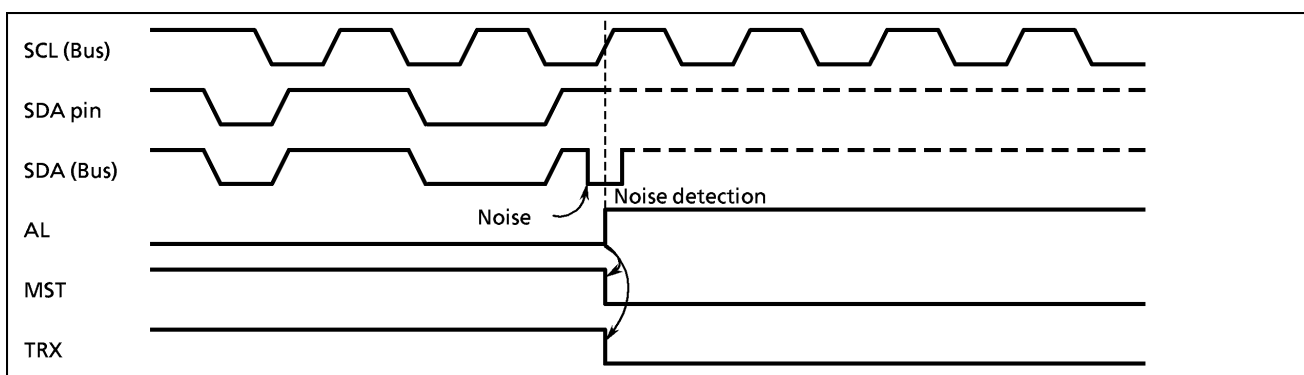 SCL (Bus)
SDA pin
SDA (Bus)
Noise detection
Noise
AL
MST
TRX